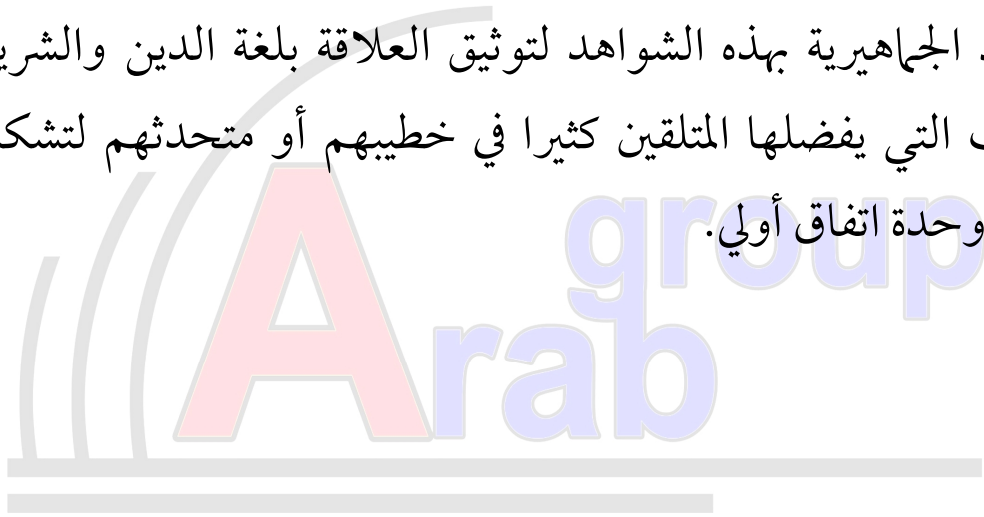 الجماهيرية بهذه الشواهد لتوثيق العلاقة بلغة الدين والشري
التي يفضلها المتلقين كثيرا في خطيبهم أو متحدثهم لتشك
وحدة اتفاق أولي.
Arab group